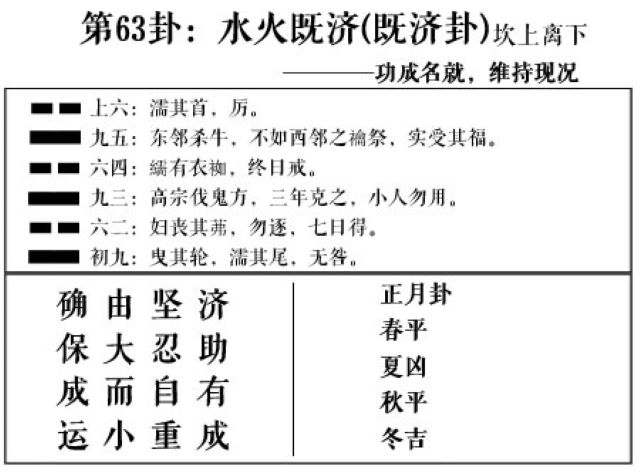 第63卦：水火既济(既济卦)坎上离下
————功成名就，维持现况
上六：濡其首，厉。
九五：东邻杀牛，不如西邻之禴祭，实受其福。
六四：繻有衣袽，终日戒。
九三：高宗伐鬼方，三年克之，小人勿用。
六二：妇丧其茀，勿逐，七日得。
初九：曳其轮，濡其尾，无咎。
确由坚济
保大忍助
成而自有
运小重成
正月卦
春平
夏凶
秋平
冬吉